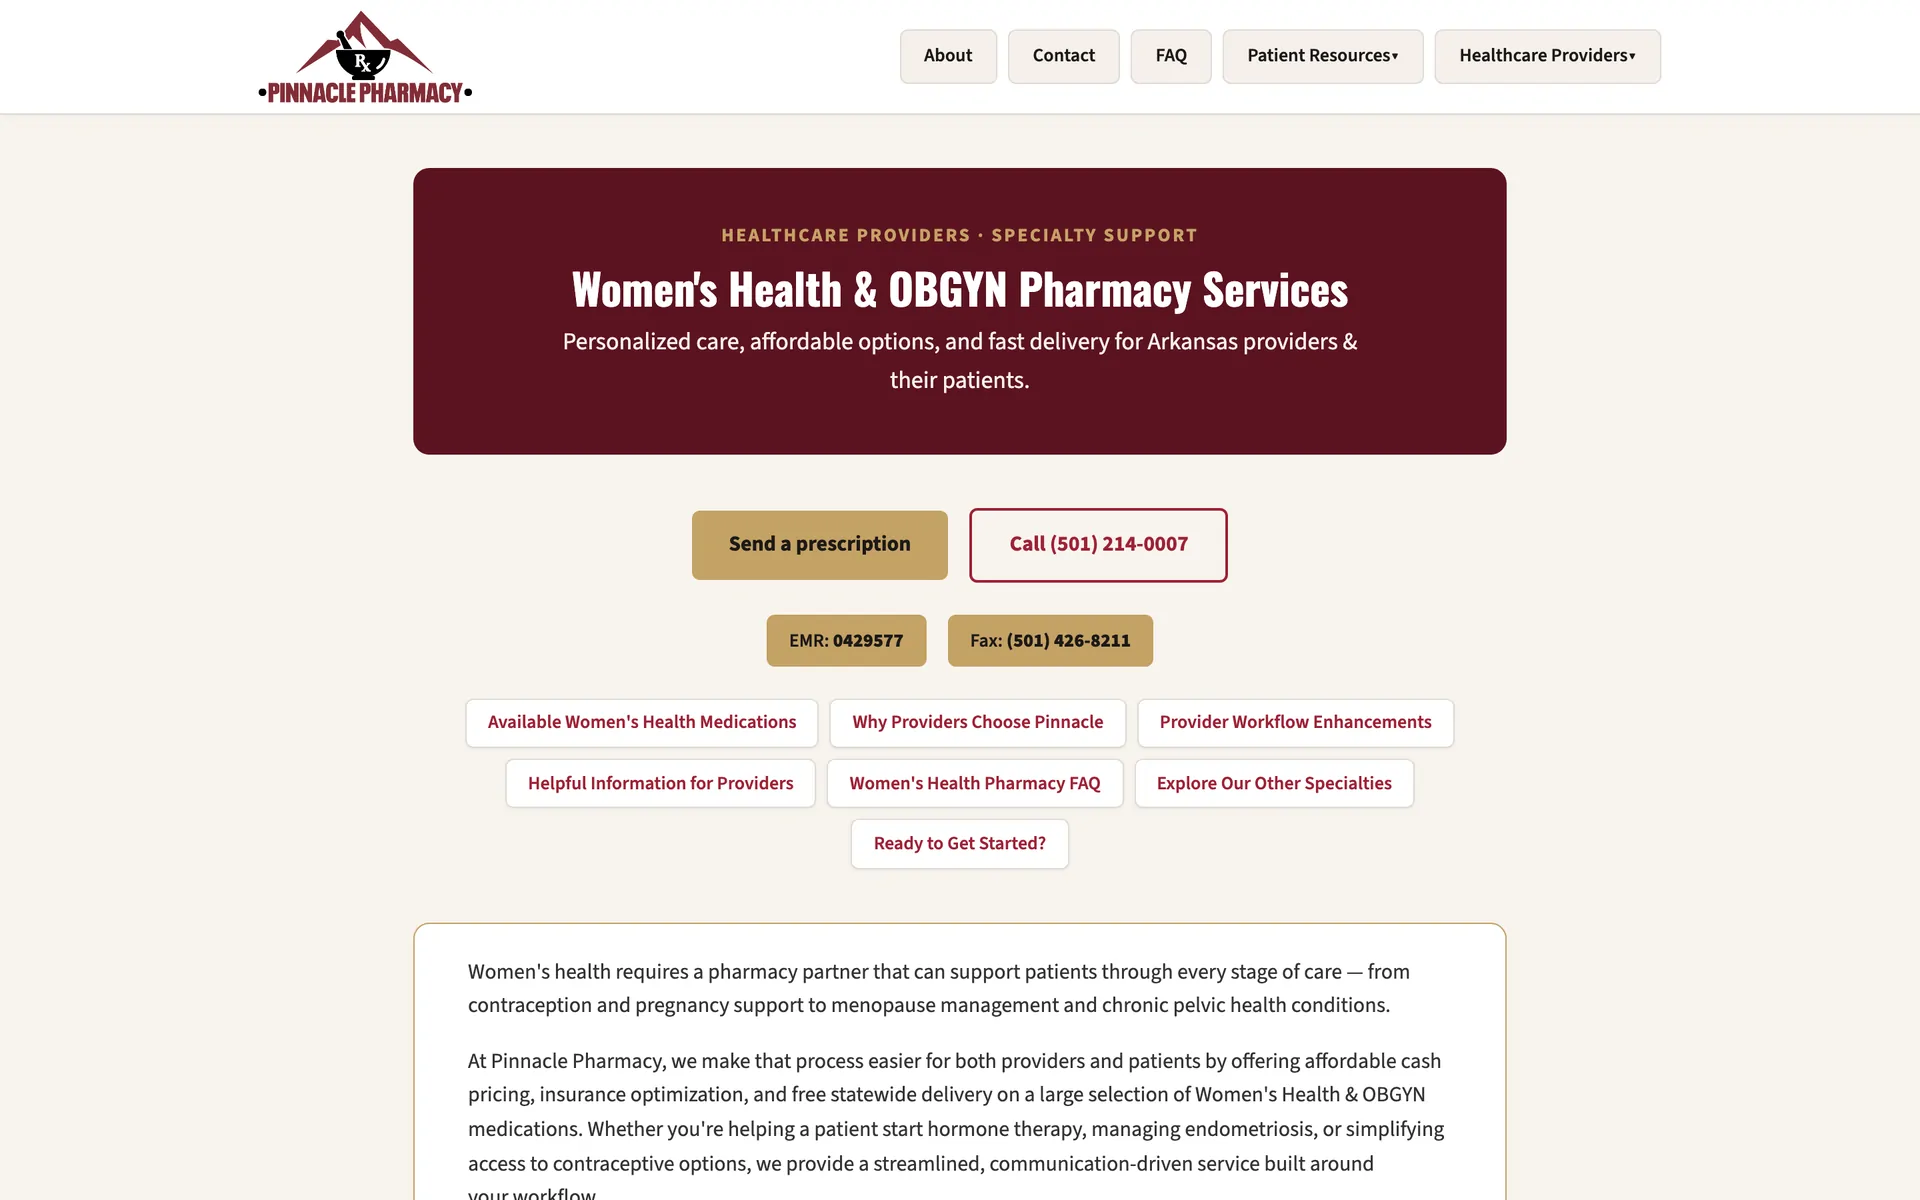 Rx
•PINNACLE PHARMACY•
About
Contact
FAQ
Patient Resources▾
Healthcare Providers▾
HEALTHCARE PROVIDERS · SPECIALTY SUPPORT
Women's Health & OBGYN Pharmacy Services
Personalized care, affordable options, and fast delivery for Arkansas providers &
their patients.
Send a prescription
Call (501) 214-0007
EMR: 0429577
Fax: (501) 426-8211
Available Women's Health Medications
Why Providers Choose Pinnacle
Provider Workflow Enhancements
Helpful Information for Providers
Women's Health Pharmacy FAQ
Explore Our Other Specialties
Ready to Get Started?
Women's health requires a pharmacy partner that can support patients through every stage of care — from
contraception and pregnancy support to menopause management and chronic pelvic health conditions.
At Pinnacle Pharmacy, we make that process easier for both providers and patients by offering affordable cash
pricing, insurance optimization, and free statewide delivery on a large selection of Women's Health & OBGYN
medications. Whether you're helping a patient start hormone therapy, managing endometriosis, or simplifying
access to contraceptive options, we provide a streamlined, communication-driven service built around
your workflow.